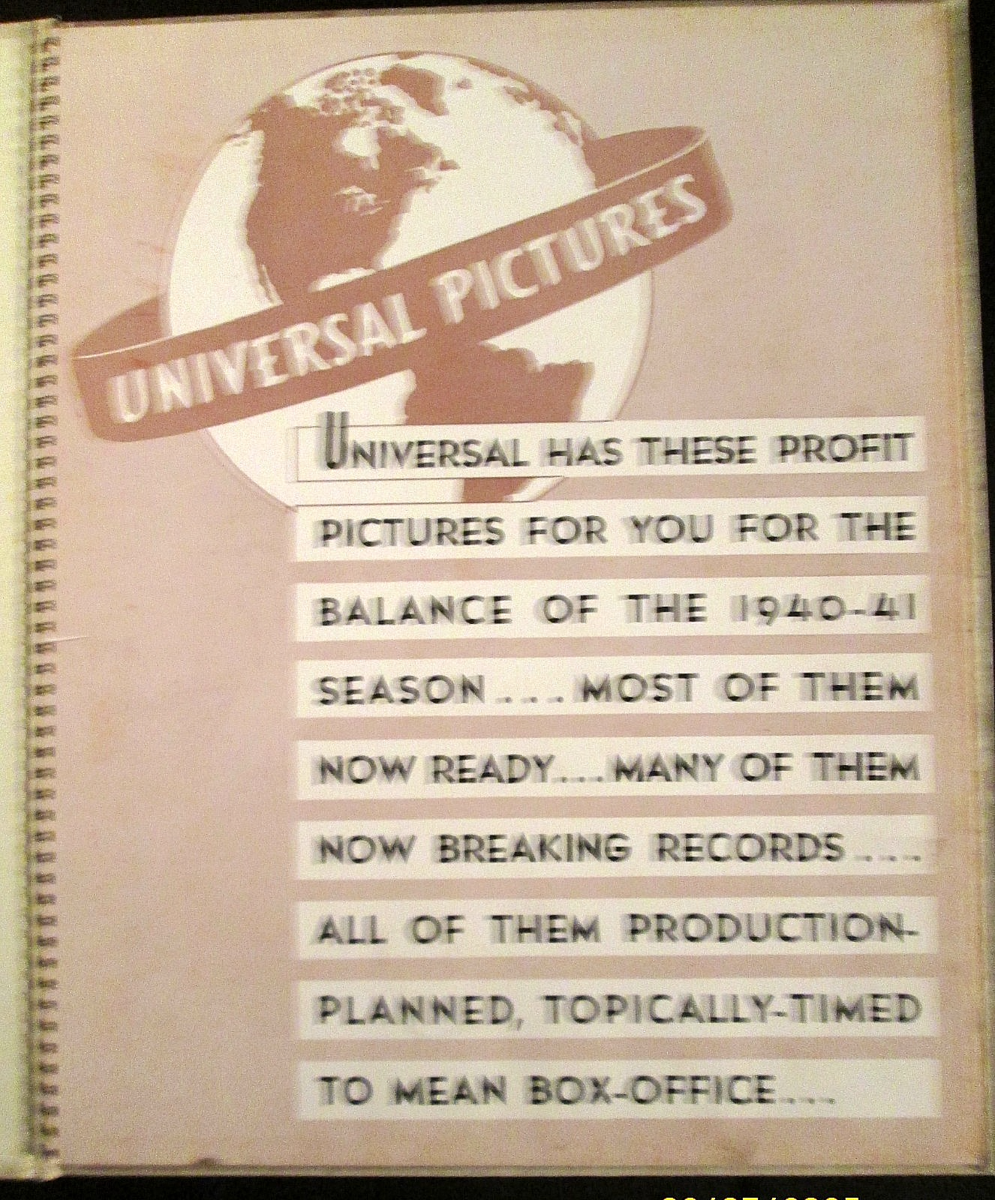 UNIVERSAL PICTURES
UNIVERSAL HAS THESE PROFIT
PICTURES FOR YOU FOR THE
BALANCE OF THE 1940-41
SEASON....MOST OF THEM
NOW READY....MANY OF THEM
NOW BREAKING RECORDS....
ALL OF THEM PRODUCTION-
PLANNED, TOPICALLY-TIMED
TO MEAN BOX-OFFICE....